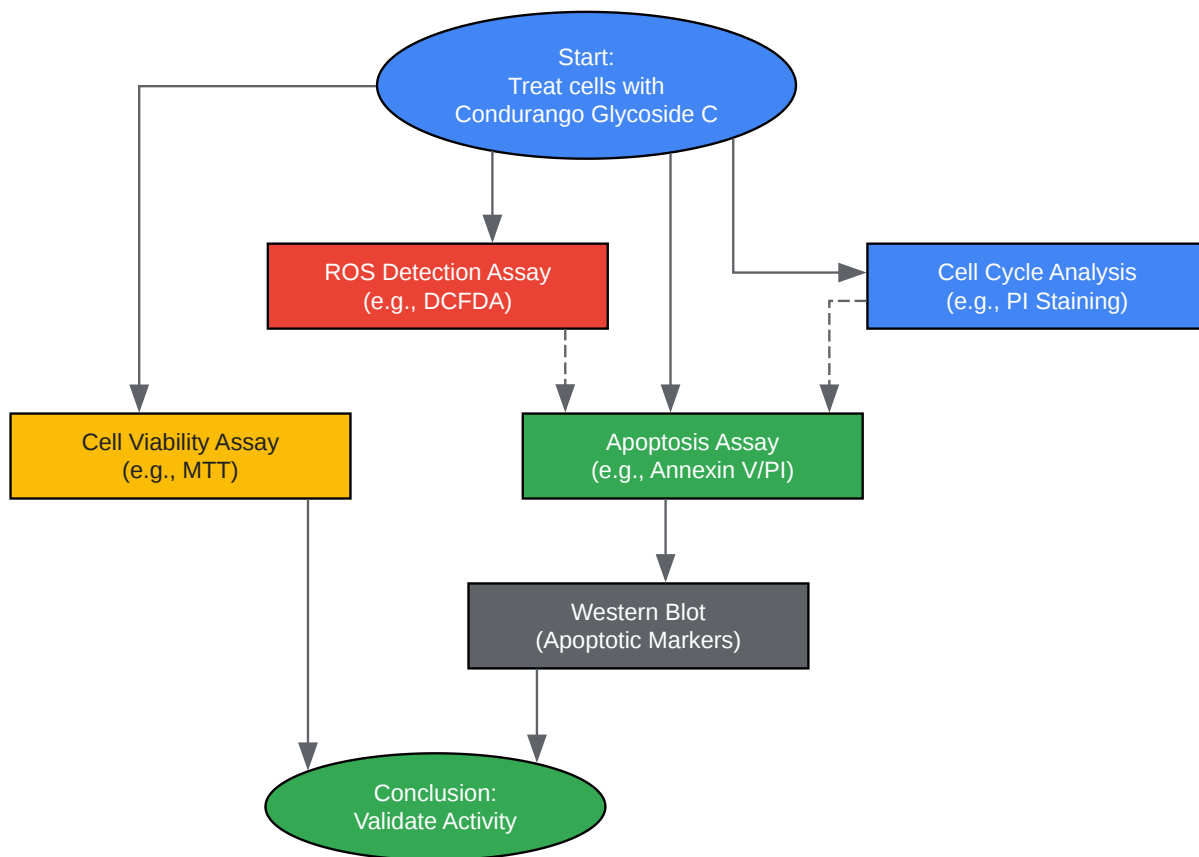 Start:
Treat cells with
Condurango Glycoside C
ROS Detection Assay
(e.g., DCFDA)
Cell Cycle Analysis
(e.g., PI Staining)
Cell Viability Assay
(e.g., MTT)
Apoptosis Assay
(e.g., Annexin V/PI)
Western Blot
(Apoptotic Markers)
Conclusion:
Validate Activity